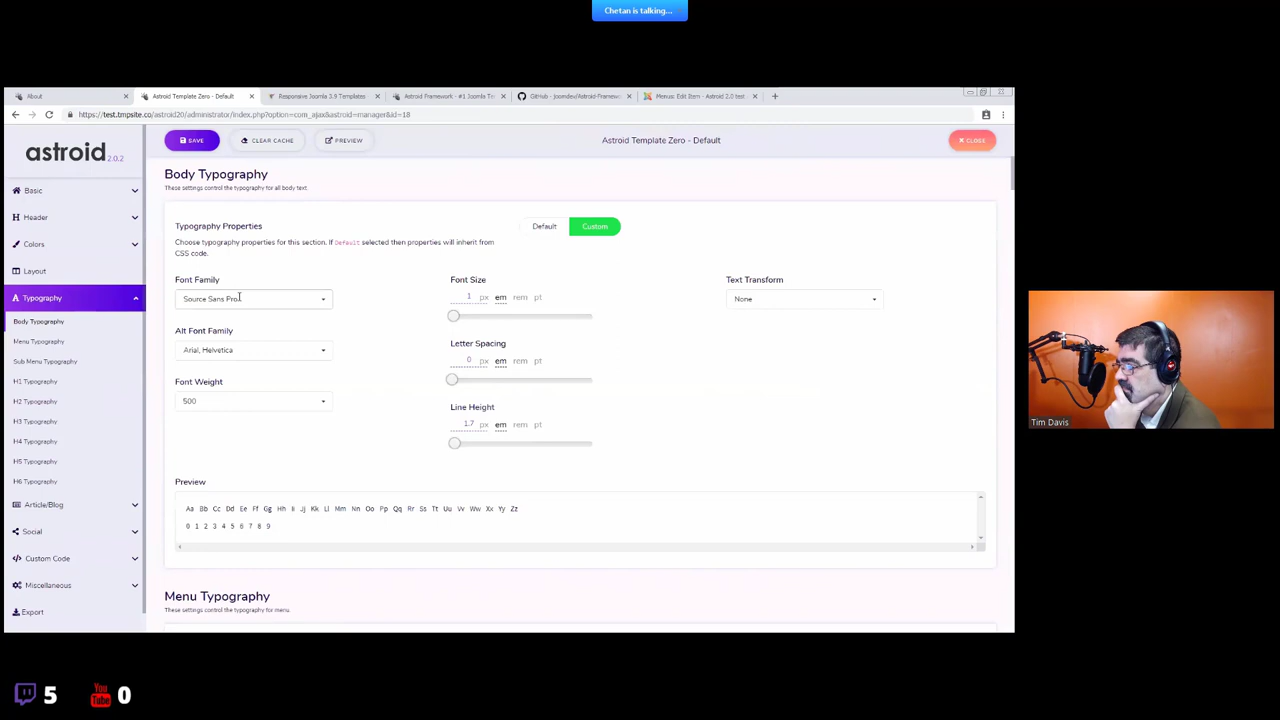 Chetan is talking...
About
Astroid Template Zero - Default
Responsive Joomla 3.9 Templates
Astroid Framework - #1 Joomla T
GitHub - joomdev/Astroid-Framew
Menus: Edit Item - Astroid 2.0 test
https://test.tmpsite.co/astroid20/administrator/index.php?option=com_ajax&astroid=manager&id=18
astroid 2.0.2
SAVE
CLEAR CACHE
PREVIEW
Astroid Template Zero - Default
CLOSE
Basic
Header
Colors
Layout
Typography
Body Typography
Menu Typography
Sub Menu Typography
H1 Typography
H2 Typography
H3 Typography
H4 Typography
H5 Typography
H6 Typography
Article/Blog
Social
Custom Code
Miscellaneous
Export
Body Typography
These settings control the typography for all body text.
Typography Properties
Default
Custom
Choose typography properties for this section. If Default selected then properties will inherit from
CSS code.
Font Family
Source Sans Pro
Alt Font Family
Arial, Helvetica
Font Weight
500
Font Size
1 px em rem pt
Letter Spacing
0 px em rem pt
Line Height
1.7 px em rem pt
Text Transform
None
Preview
Aa Bb Cc Dd Ee Ff Gg Hh Ii Jj Kk Ll Mm Nn Oo Pp Qq Rr Ss Tt Uu Vv Ww Xx Yy Zz
0 1 2 3 4 5 6 7 8 9
Menu Typography
These settings control the typography for menu.
Tim Davis
5
You Tube 0